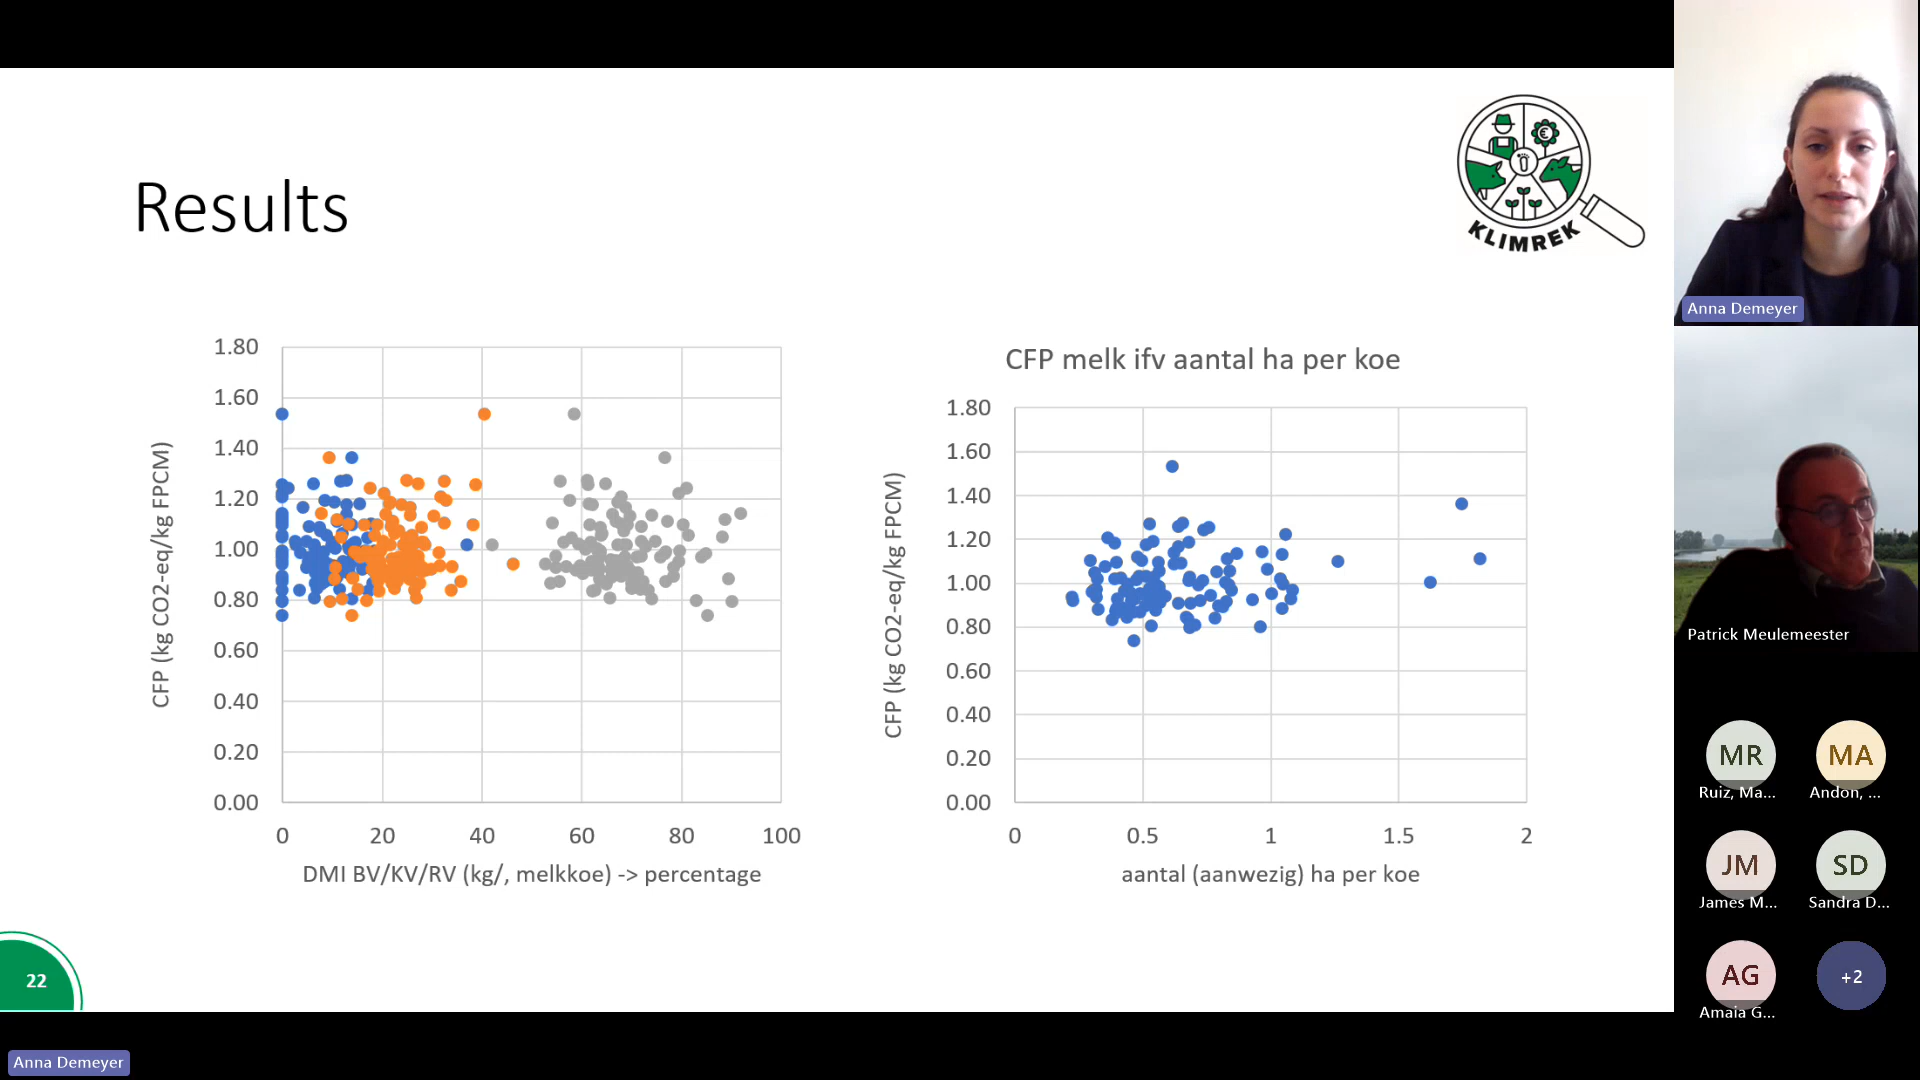 Results
KLIMREK
1.80
1.60
1.40
1.20
1.00
0.80
0.60
0.40
0.20
0.00
CFP (kg CO2-eq/kg FPCM)
0 20 40 60 80 100
DMI BV/KV/RV (kg/, melkkoe) -> percentage
CFP melk ifv aantal ha per koe
1.80
1.60
1.40
1.20
1.00
0.80
0.60
0.40
0.20
0.00
CFP (kg CO2-eq/kg FPCM)
0 0.5 1 1.5 2
aantal (aanwezig) ha per koe
22
Anna Demeyer
Anna Demeyer
Patrick Meulemeester
MR
Ruiz, Ma...
MA
Andon, ...
JM
James M...
SD
Sandra D...
AG
Amaia G...
+2